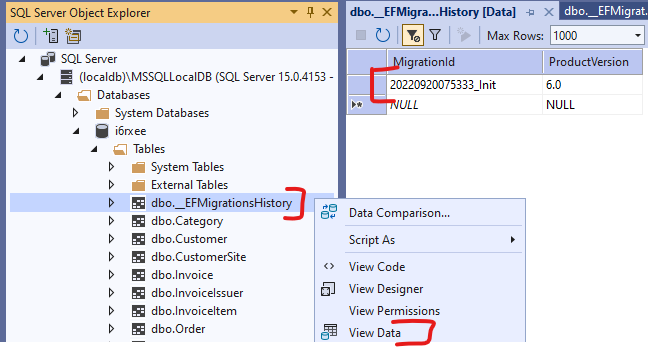 SQL Server Object Explorer
SQL Server
(localdb)\MSSQLLocalDB (SQL Server 15.0.4153 -
Databases
System Databases
i6rxee
Tables
System Tables
External Tables
dbo.__EFMigrationsHistory
dbo.Category
dbo.Customer
dbo.CustomerSite
dbo.Invoice
dbo.InvoiceIssuer
dbo.InvoiceItem
dbo.Order
dbo.__EFMigra...History [Data]
dbo.__EFMigrat
Max Rows: 1000
MigrationId ProductVersion
20220920075333_Init 6.0
NULL NULL
Data Comparison...
Script As
View Code
View Designer
View Permissions
View Data